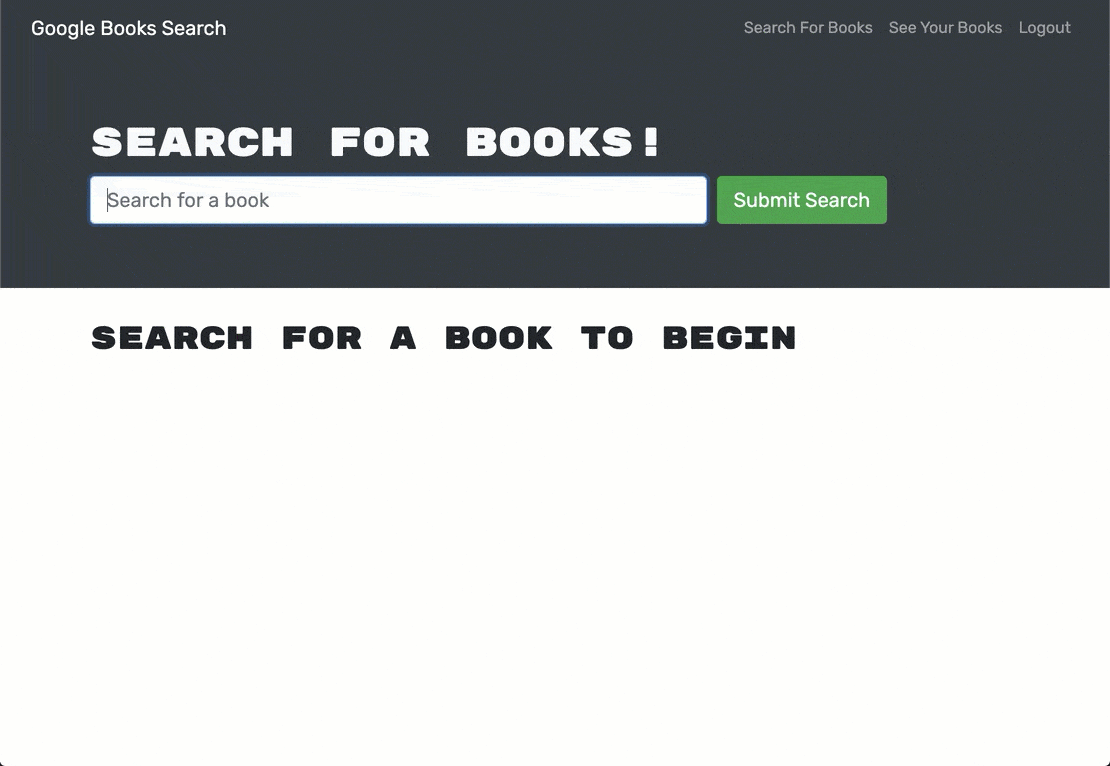 Google Books Search
Search For Books See Your Books Logout
SEARCH FOR BOOKS!
Search for a book
Submit Search
SEARCH FOR A BOOK TO BEGIN